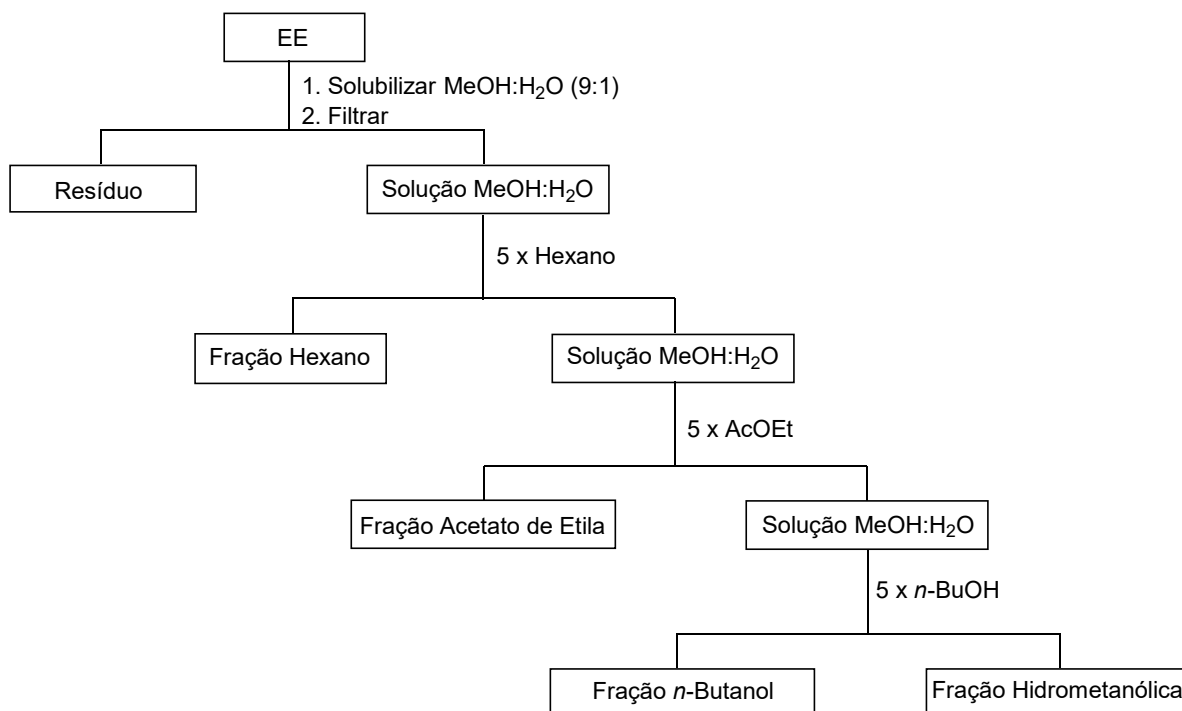 EE
1. Solubilizar MeOH:H₂O (9:1)
2. Filtrar
Resíduo
Solução MeOH:H₂O
5 x Hexano
Fração Hexano
Solução MeOH:H₂O
5 x AcOEt
Fração Acetato de Etila
Solução MeOH:H₂O
5 x n-BuOH
Fração n-Butanol
Fração Hidrometanólica